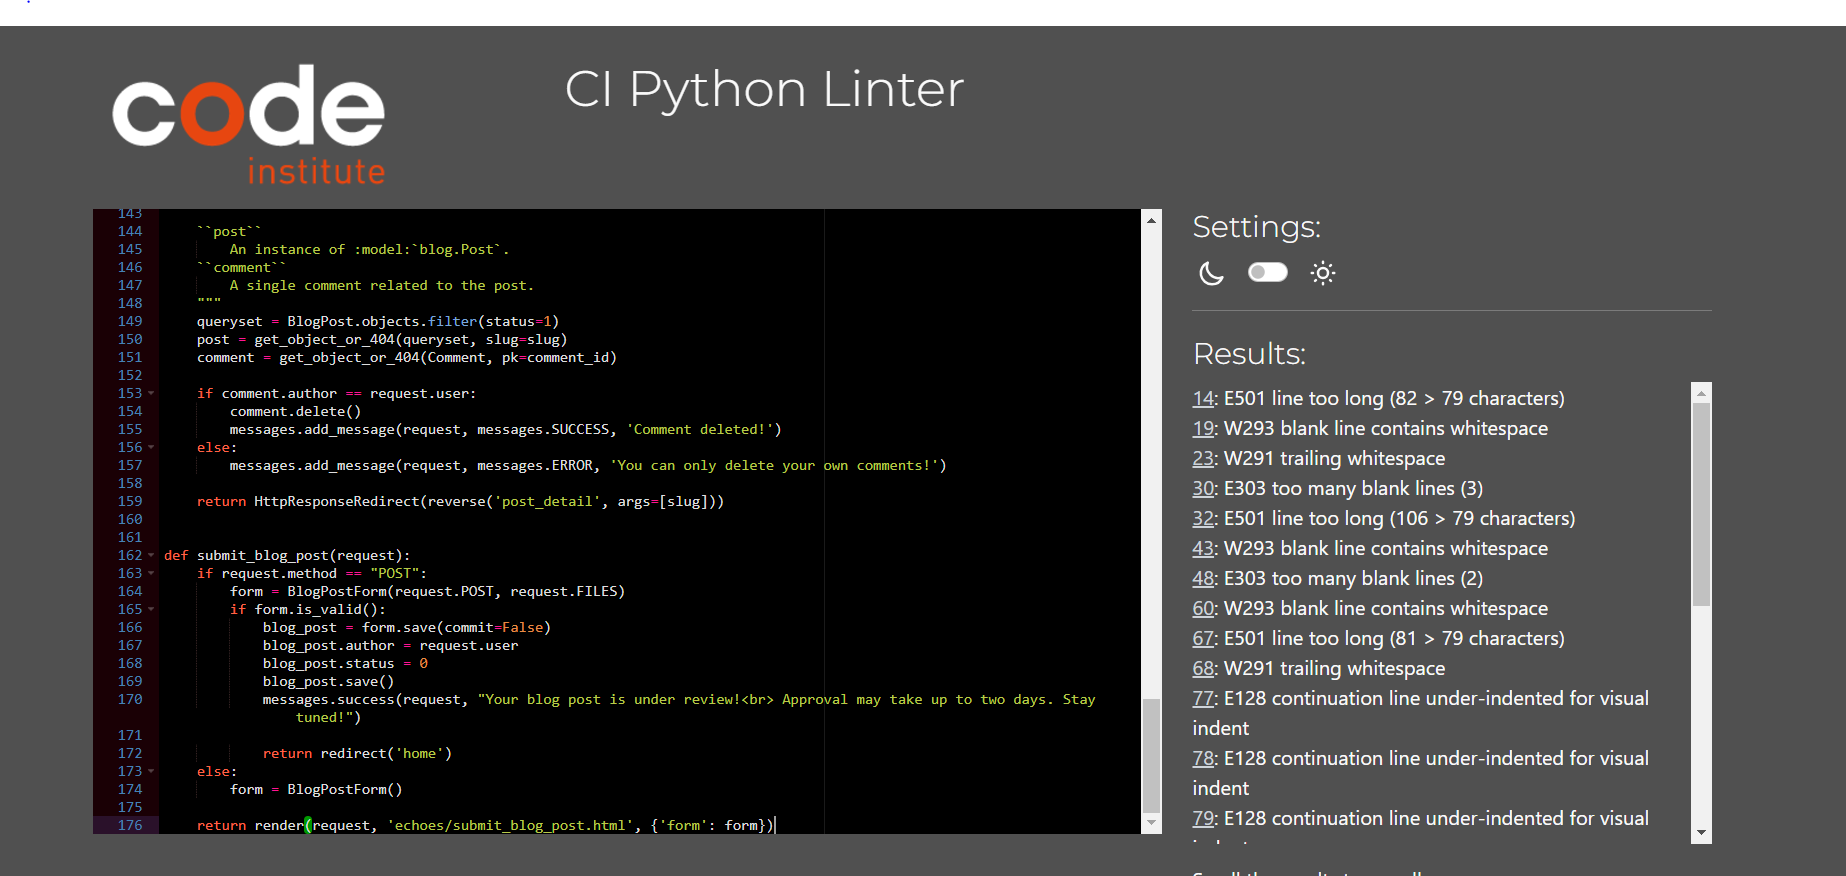 code
institute
CI Python Linter
143
144 ``post``
145 An instance of :model:`blog.Post`.
146 ``comment``
147 A single comment related to the post.
148 """
149 queryset = BlogPost.objects.filter(status=1)
150 post = get_object_or_404(queryset, slug=slug)
151 comment = get_object_or_404(Comment, pk=comment_id)
152
153 if comment.author == request.user:
154 comment.delete()
155 messages.add_message(request, messages.SUCCESS, 'Comment deleted!')
156 else:
157 messages.add_message(request, messages.ERROR, 'You can only delete your own comments!')
158
159 return HttpResponseRedirect(reverse('post_detail', args=[slug]))
160
161
162 def submit_blog_post(request):
163 if request.method == "POST":
164 form = BlogPostForm(request.POST, request.FILES)
165 if form.is_valid():
166 blog_post = form.save(commit=False)
167 blog_post.author = request.user
168 blog_post.status = 0
169 blog_post.save()
170 messages.success(request, "Your blog post is under review!<br> Approval may take up to two days. Stay
tuned!")
171
172 return redirect('home')
173 else:
174 form = BlogPostForm()
175
176 return render(request, 'echoes/submit_blog_post.html', {'form': form})
Settings:
Results:
14: E501 line too long (82 > 79 characters)
19: W293 blank line contains whitespace
23: W291 trailing whitespace
30: E303 too many blank lines (3)
32: E501 line too long (106 > 79 characters)
43: W293 blank line contains whitespace
48: E303 too many blank lines (2)
60: W293 blank line contains whitespace
67: E501 line too long (81 > 79 characters)
68: W291 trailing whitespace
77: E128 continuation line under-indented for visual
indent
78: E128 continuation line under-indented for visual
indent
79: E128 continuation line under-indented for visual